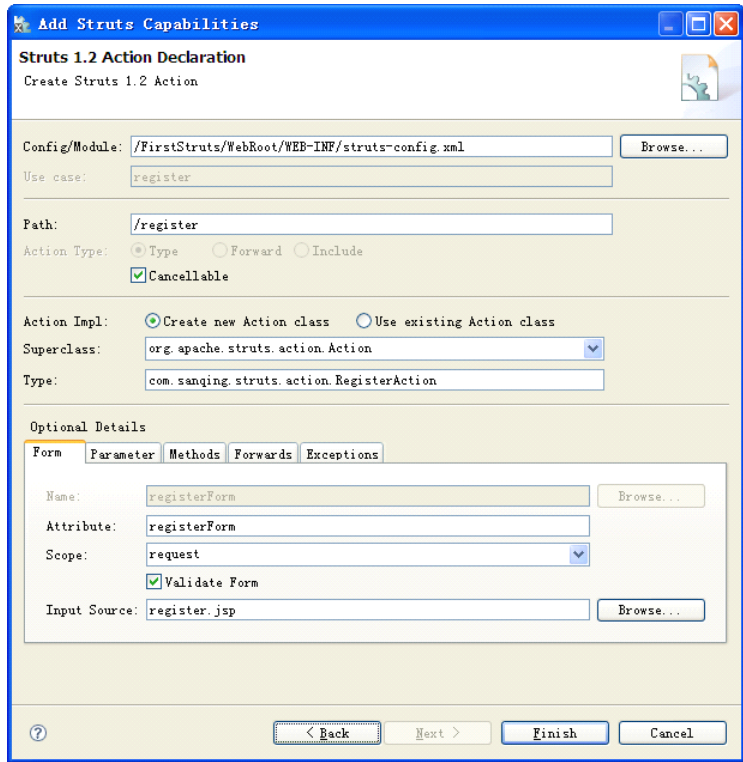 Add Struts Capabilities
Struts 1.2 Action Declaration
Create Struts 1.2 Action
Config/Module: /FirstStruts/WebRoot/WEB-INF/struts-config.xml Browse...
Use case: register
Path: /register
Action Type: Type Forward Include
Cancellable
Action Impl: Create new Action class Use existing Action class
Superclass: org.apache.struts.action.Action
Type: com.sanqing.struts.action.RegisterAction
Optional Details
Form Parameter Methods Forwards Exceptions
Name: registerForm Browse...
Attribute: registerForm
Scope: request
Validate Form
Input Source: register.jsp Browse...
? < Back Next > Finish Cancel